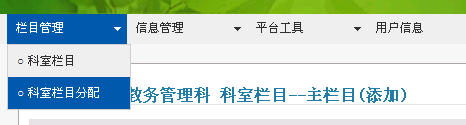 栏目管理 信息管理 平台工具 用户信息
科室栏目
科室栏目分配
教务管理科 科室栏目--主栏目(添加)